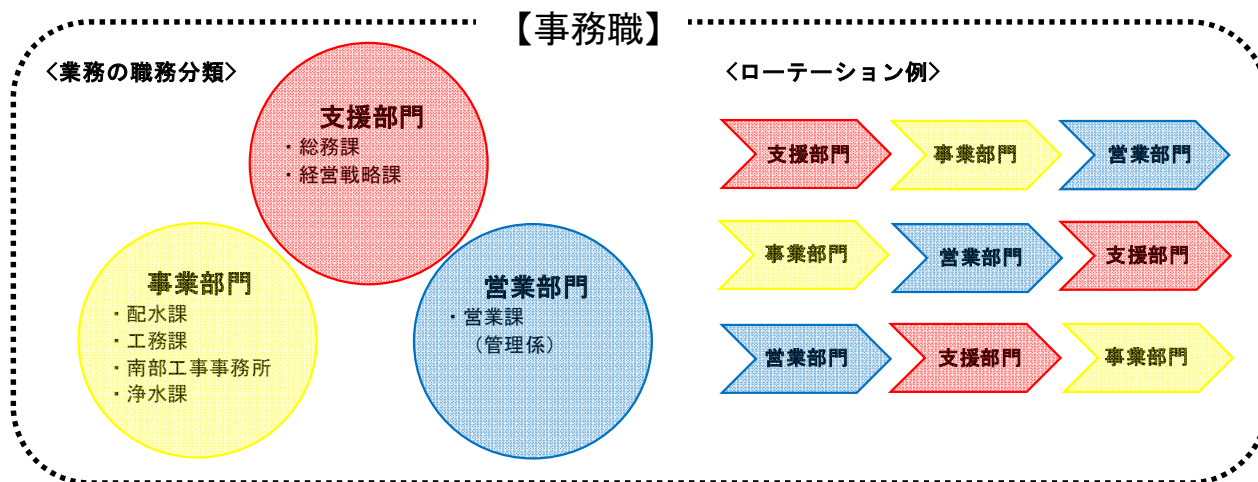 【事務職】
<業務の職務分類>
支援部門
・総務課
・経営戦略課
事業部門
・配水課
・工務課
・南部工事事務所
・浄水課
営業部門
・営業課
（管理係）
<ローテーション例>
支援部門 事業部門 営業部門
事業部門 営業部門 支援部門
営業部門 支援部門 事業部門